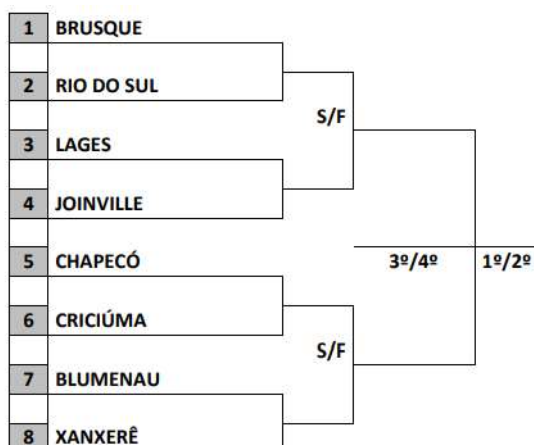 1 BRUSQUE
2 RIO DO SUL
S/F
3 LAGES
4 JOINVILLE
5 CHAPECÓ
3º/4º 1º/2º
6 CRICIÚMA
S/F
7 BLUMENAU
8 XANXERÊ